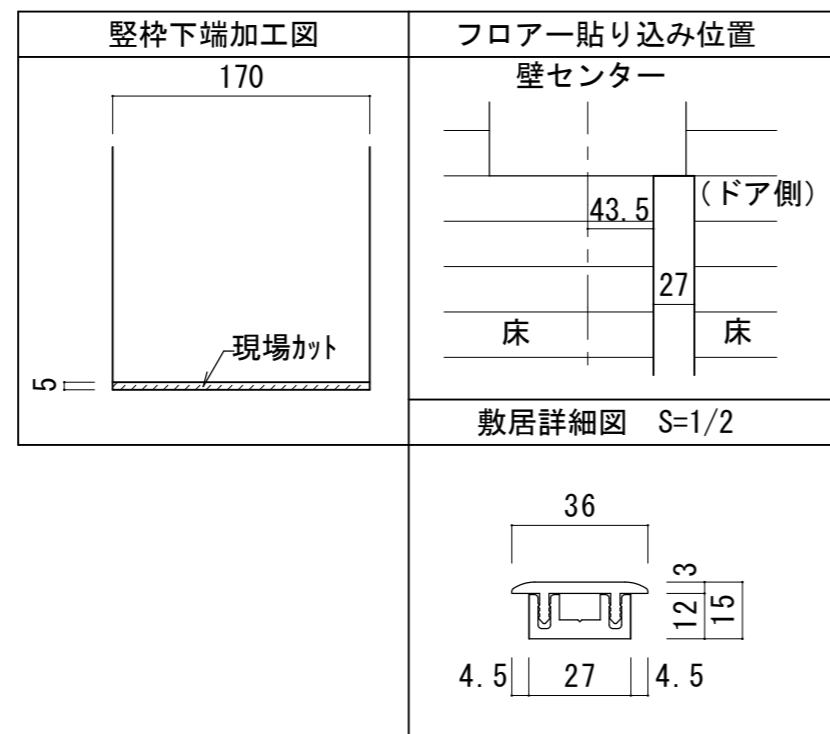 竪枠下端加工図
170
現場ｶｯﾄ
5
フロアー貼り込み位置
壁センター
(ドア側)
43.5
27
床
床
敷居詳細図 S=1/2
36
3
12
15
4.5
27
4.5